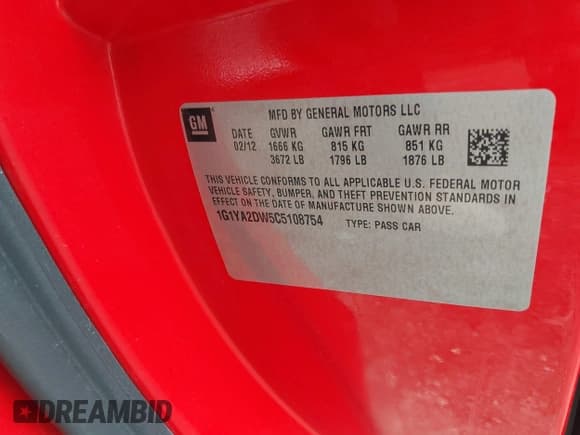 GM
MFD BY GENERAL MOTORS LLC
DATE GVWR GAWR FRT GAWR RR
02/12 1666 KG 815 KG 851 KG
3672 LB 1796 LB 1876 LB
THIS VEHICLE CONFORMS TO ALL APPLICABLE U.S. FEDERAL MOTOR
VEHICLE SAFETY, BUMPER, AND THEFT PREVENTION STANDARDS IN
EFFECT ON THE DATE OF MANUFACTURE SHOWN ABOVE.
1G1YA2DW5C5108754 TYPE: PASS CAR
DREAMBID